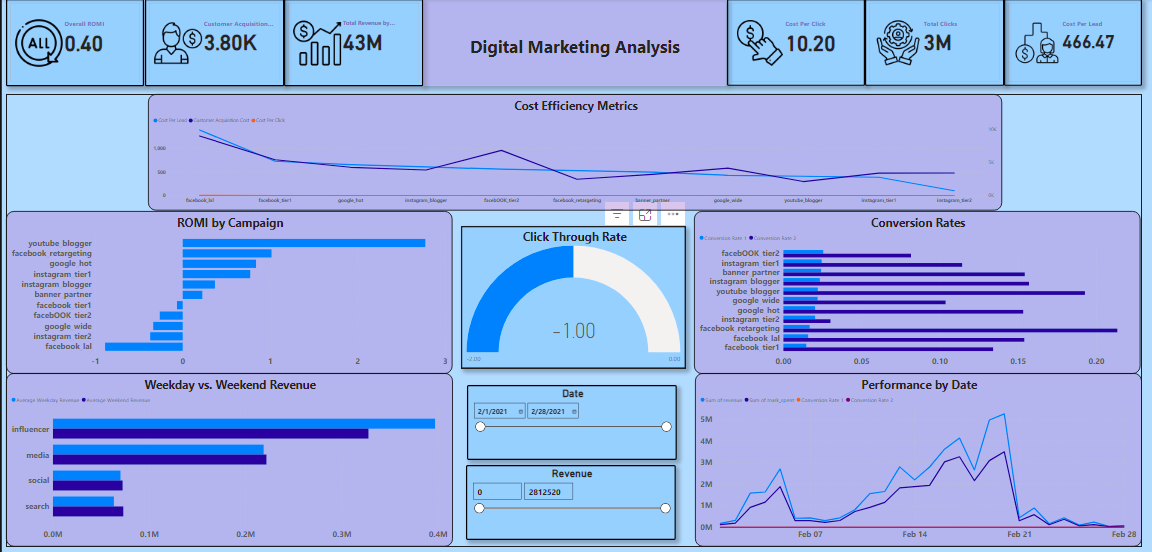 Overall ROMI
ALL
0.40
Customer Acquisition...
3.80K
Total Revenue by...
43M
Digital Marketing Analysis
Cost Per Click
10.20
Total Clicks
3M
Cost Per Lead
466.47
Cost Efficiency Metrics
Cost Per Lead Customer Acquisition Cost Cost Per Click
1,000
500
0
10K
5K
0K
facebook_lal facebook_tier1 google_hot instagram_blogger facebOOK_tier2 facebook_retargeting banner_partner google_wide youtube_blogger instagram_tier1 instagram_tier2
ROMI by Campaign
youtube blogger
facebook retargeting
google hot
instagram tier1
instagram blogger
banner partner
facebook tier1
facebOOK tier2
google wide
instagram tier2
facebook lal
-1 0 1 2 3
Click Through Rate
-1.00
-2.00 0.00
Conversion Rates
Conversion Rate 1 Conversion Rate 2
facebOOK tier2
instagram tier1
banner partner
instagram blogger
youtube blogger
google wide
google hot
instagram tier2
facebook retargeting
facebook lal
facebook tier1
0.00 0.05 0.10 0.15 0.20
Weekday vs. Weekend Revenue
Average Weekday Revenue Average Weekend Revenue
influencer
media
social
search
0.0M 0.1M 0.2M 0.3M 0.4M
Date
2/1/2021 2/28/2021
Revenue
0 2812520
Performance by Date
Sum of revenue Sum of mark_spent Conversion Rate 1 Conversion Rate 2
5M
4M
3M
2M
1M
0M
Feb 07 Feb 14 Feb 21 Feb 28